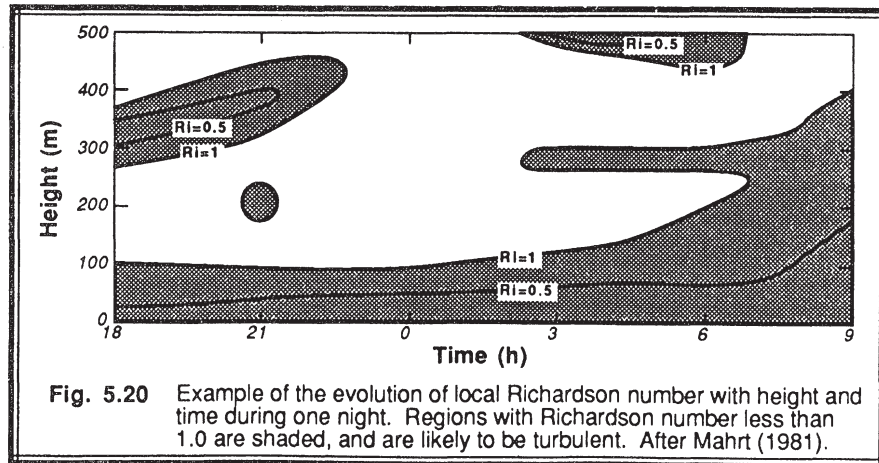 500
400
300
200
100
0
Height (m)
Ri=0.5
Ri=1
Ri=0.5
Ri=1
Ri=1
Ri=0.5
18
21
0
3
6
9
Time (h)
Fig. 5.20 Example of the evolution of local Richardson number with height and
time during one night. Regions with Richardson number less than
1.0 are shaded, and are likely to be turbulent. After Mahrt (1981).